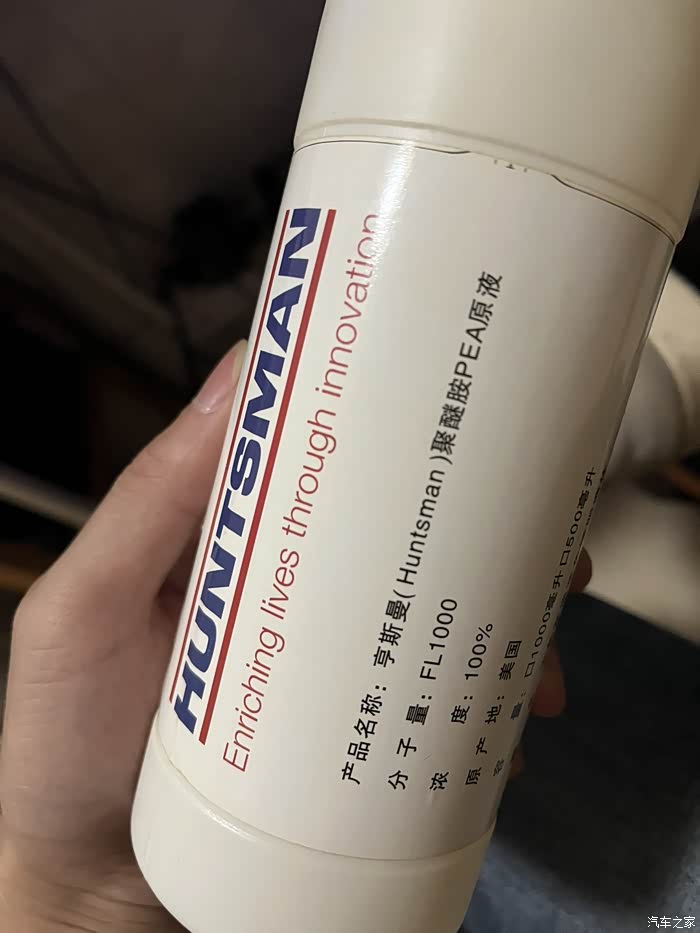 HUNTSMAN
Enriching lives through innovation
产品名称：亨斯曼(Huntsman)聚醚胺PEA原液
分子量：FL1000
浓度：100%
原产地：美国
量：口1000毫升口500毫升
汽车之家